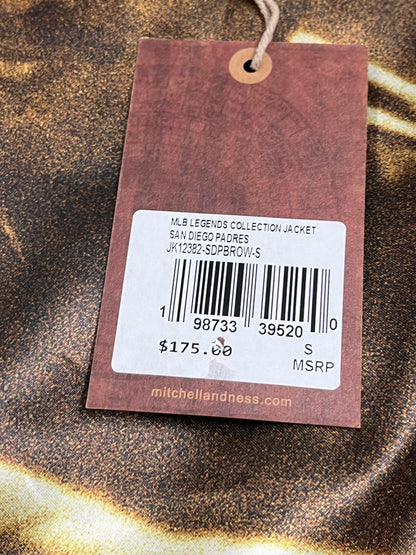 MLB LEGENDS COLLECTION JACKET
SAN DIEGO PADRES
JK12382-SDPBROW-S
1 98733 39520 0
$175.00 S
MSRP
mitchellandness.com